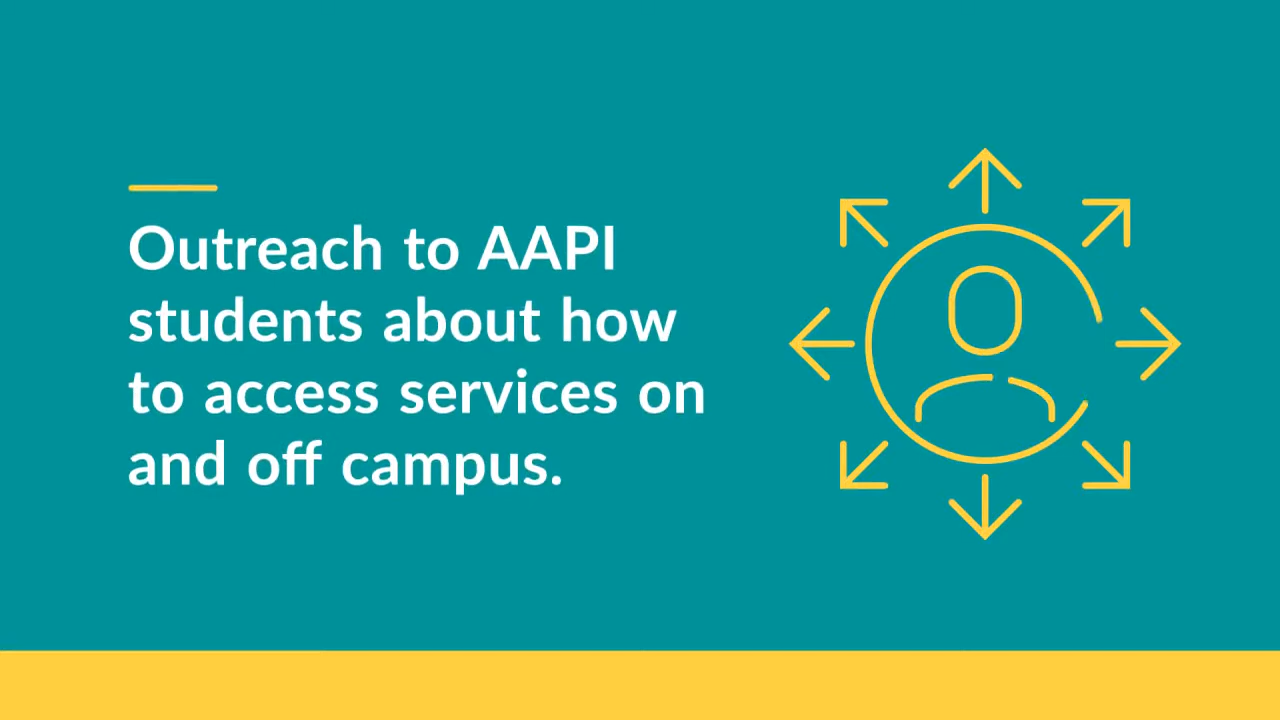 Outreach to AAPI
students about how
to access services on
and off campus.